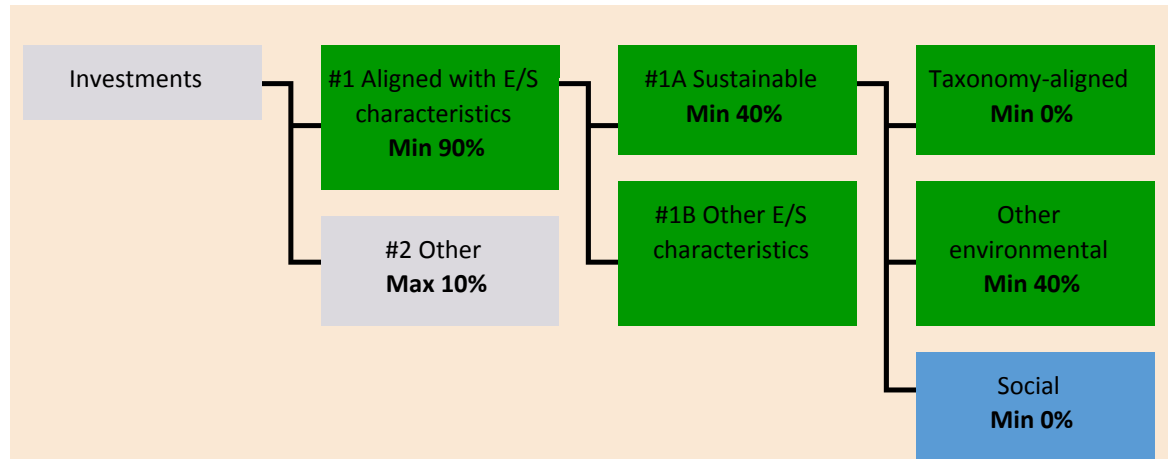 Investments
#1 Aligned with E/S
characteristics
Min 90%
#2 Other
Max 10%
#1A Sustainable
Min 40%
#1B Other E/S
characteristics
Taxonomy-aligned
Min 0%
Other
environmental
Min 40%
Social
Min 0%